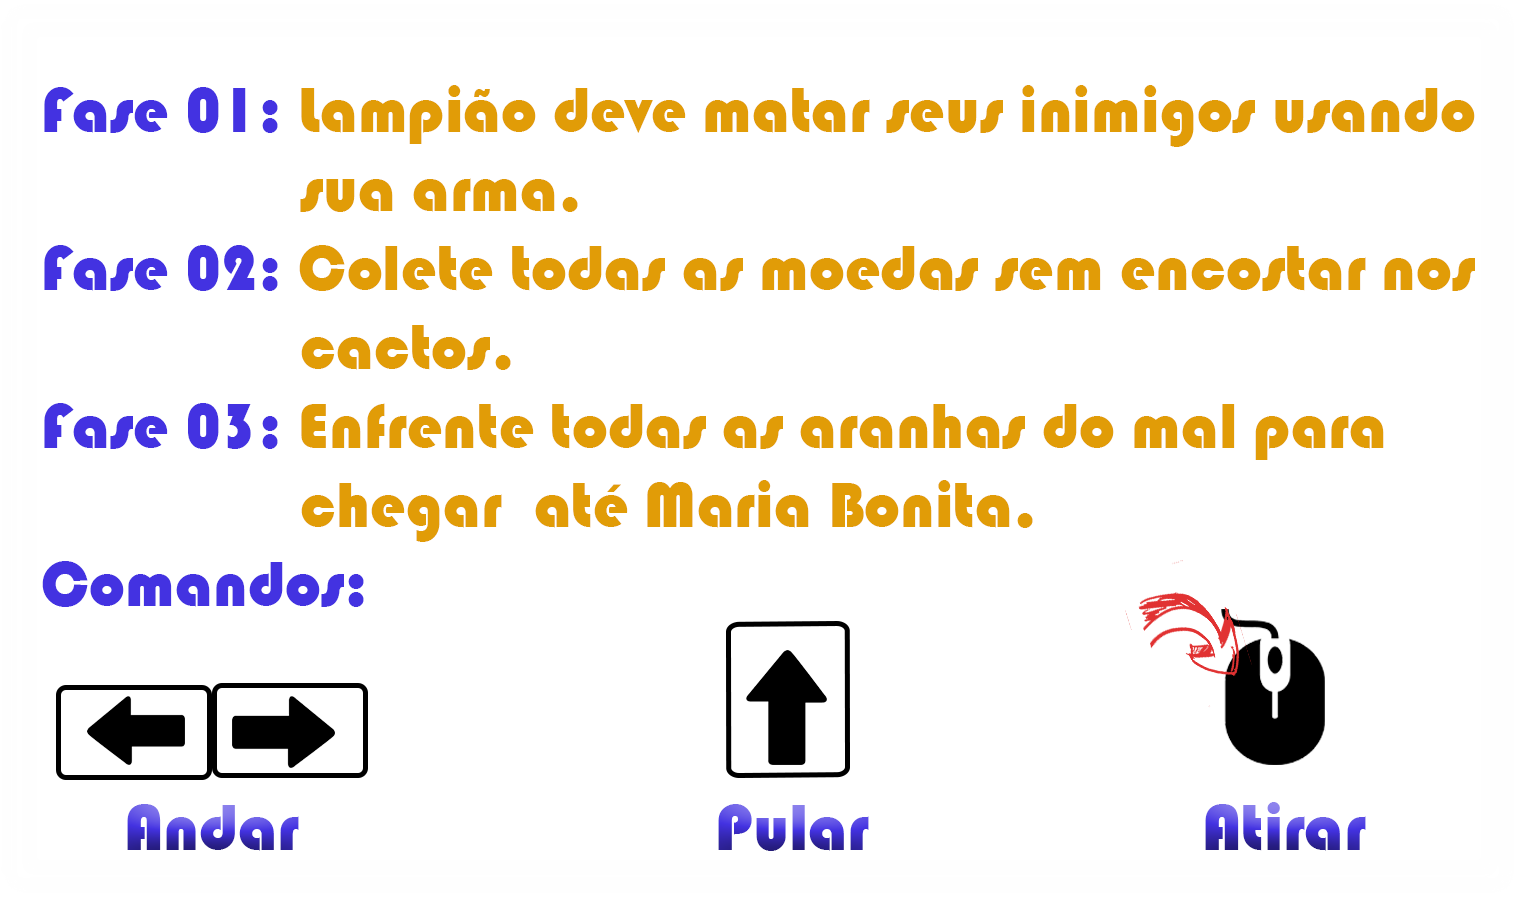 Fase 01: Lampião deve matar seus inimigos usando
sua arma.
Fase 02: Colete todas as moedas sem encostar nos
cactos.
Fase 03: Enfrente todas as aranhas do mal para
chegar até Maria Bonita.
Comandos:
Andar Pular Atirar